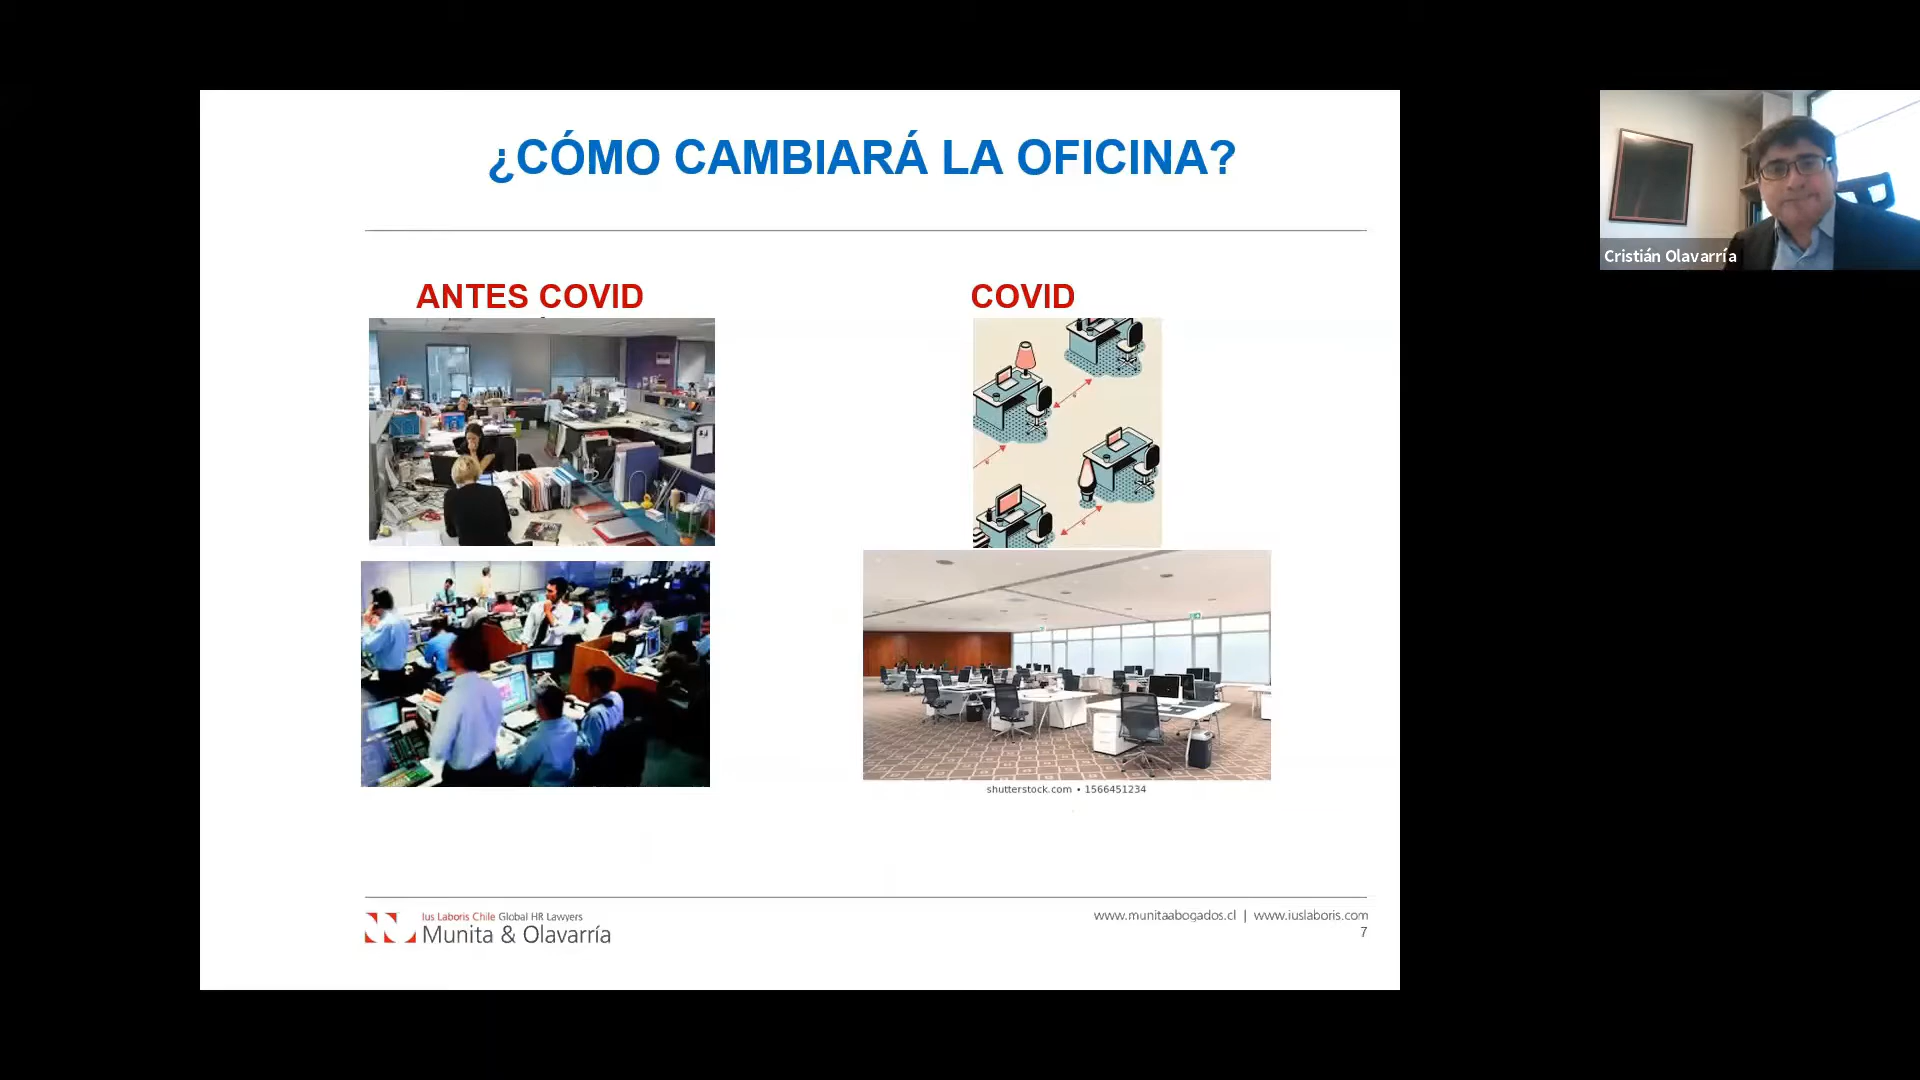 ¿CÓMO CAMBIARÁ LA OFICINA?
ANTES COVID
COVID
shutterstock.com • 1566451234
Ius Laboris Chile Global HR Lawyers
Munita & Olavarría
www.munitaabogados.cl | www.iuslaboris.com
7
Cristián Olavarría